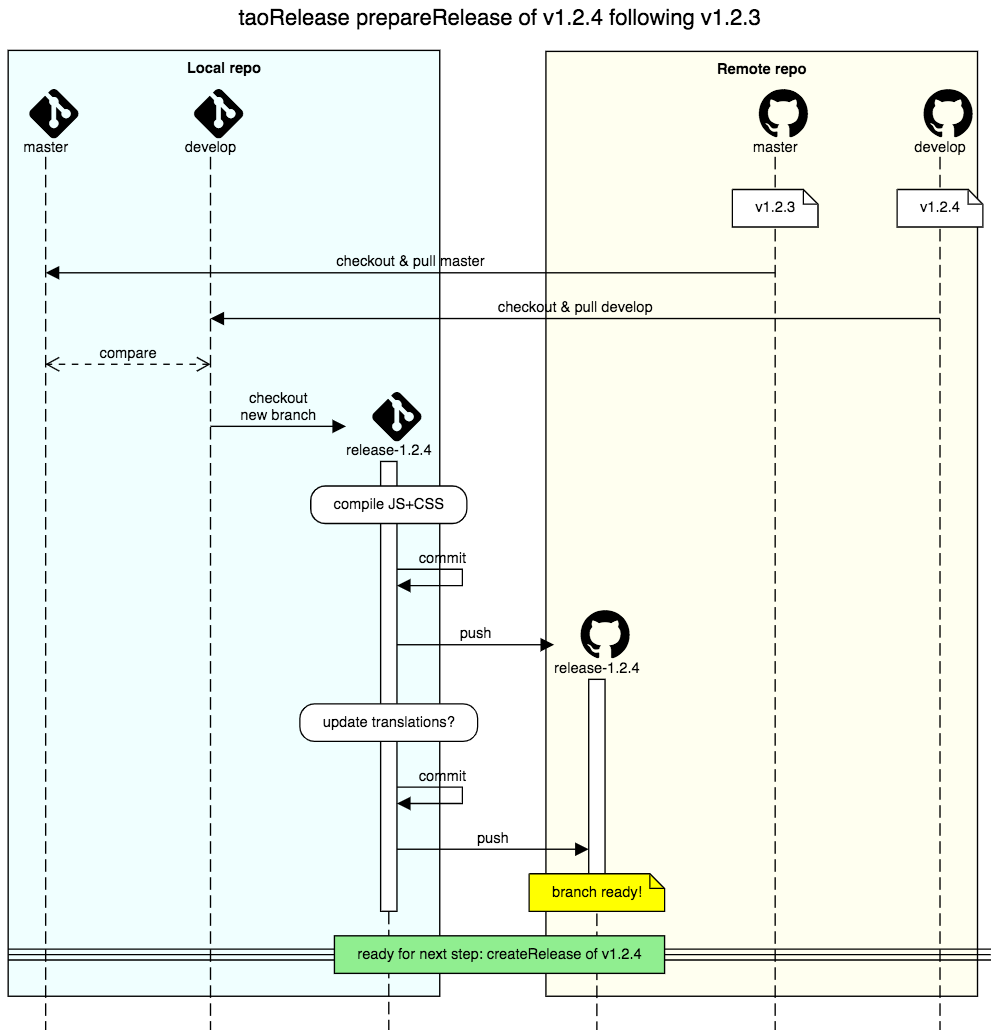 taoRelease prepareRelease of v1.2.4 following v1.2.3
Local repo
Remote repo
master
develop
master
develop
v1.2.3
v1.2.4
checkout & pull master
checkout & pull develop
compare
checkout
new branch
release-1.2.4
compile JS+CSS
commit
push
release-1.2.4
update translations?
commit
push
branch ready!
ready for next step: createRelease of v1.2.4